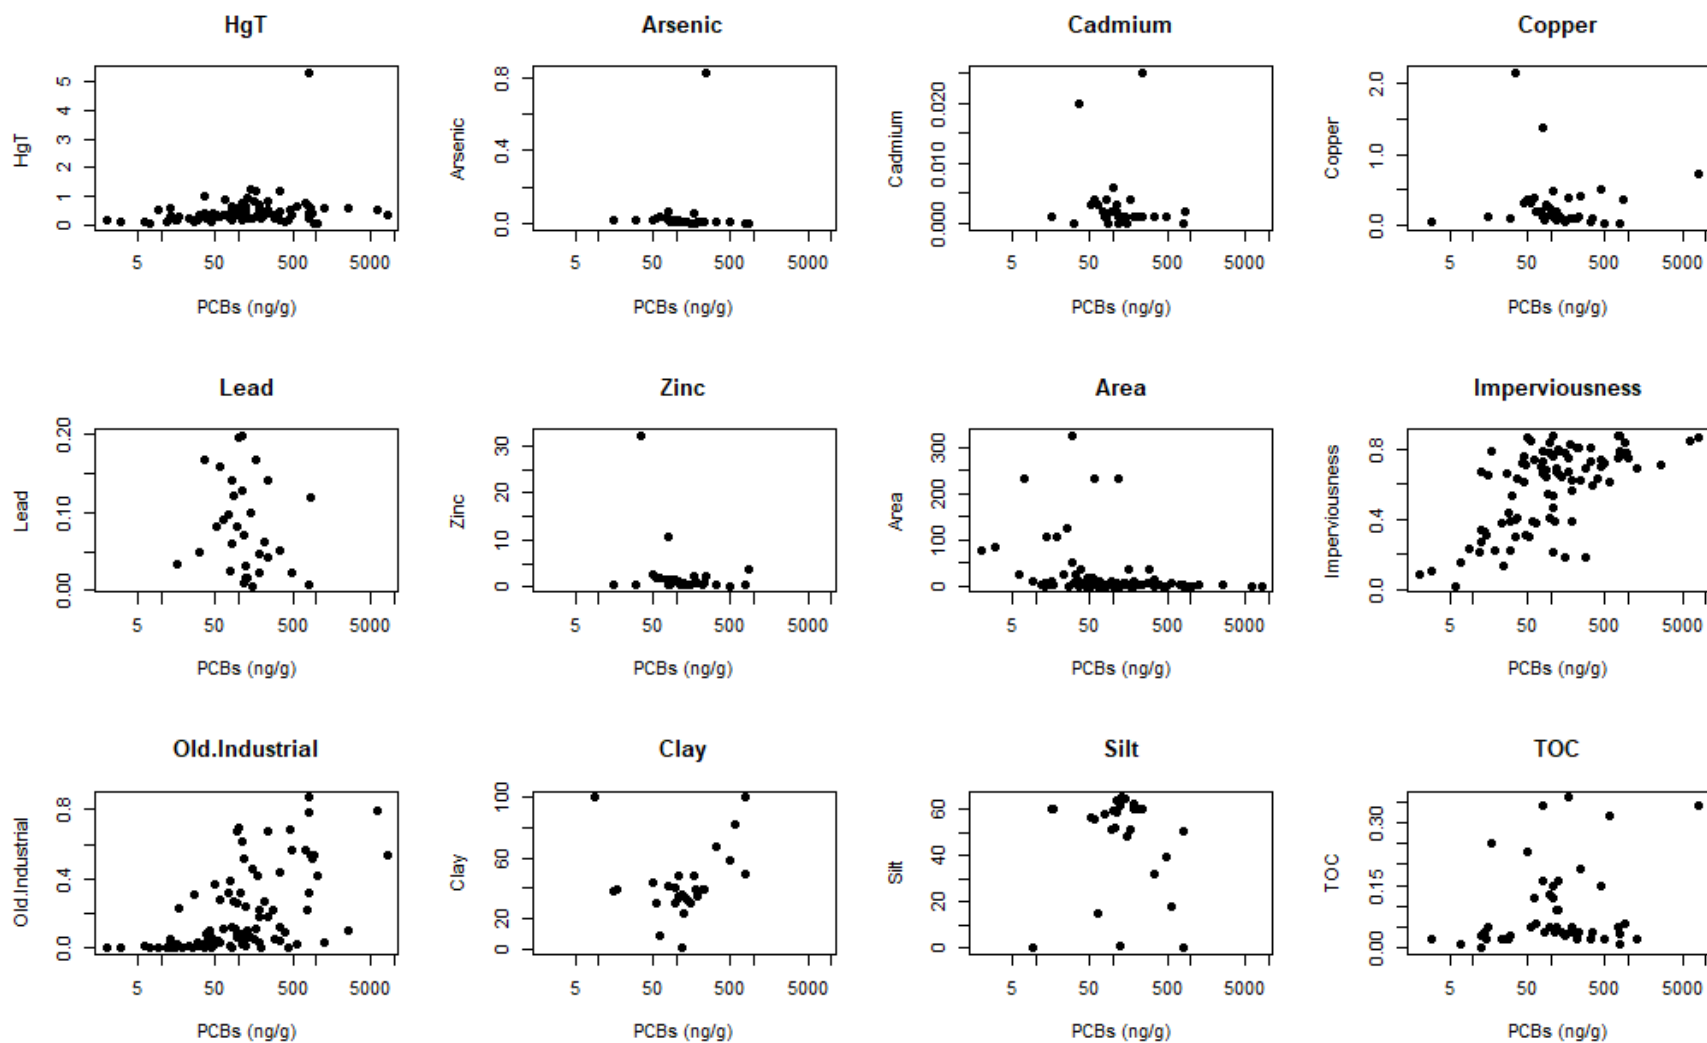 HgT Arsenic Cadmium Copper
HgT
5
4
3
2
1
0
5 50 500 5000
PCBs (ng/g)
Arsenic
0.8
0.4
0.0
5 50 500 5000
PCBs (ng/g)
Cadmium
0.020
0.010
0.000
5 50 500 5000
PCBs (ng/g)
Copper
2.0
1.0
0.0
5 50 500 5000
PCBs (ng/g)
Lead Zinc Area Imperviousness
Lead
0.20
0.10
0.00
5 50 500 5000
PCBs (ng/g)
Zinc
30
20
10
0
5 50 500 5000
PCBs (ng/g)
Area
300
200
100
0
5 50 500 5000
PCBs (ng/g)
Imperviousness
0.8
0.4
0.0
5 50 500 5000
PCBs (ng/g)
Old.Industrial Clay Silt TOC
Old.Industrial
0.8
0.4
0.0
5 50 500 5000
PCBs (ng/g)
Clay
100
60
20
0
5 50 500 5000
PCBs (ng/g)
Silt
60
40
20
0
5 50 500 5000
PCBs (ng/g)
TOC
0.30
0.15
0.00
5 50 500 5000
PCBs (ng/g)